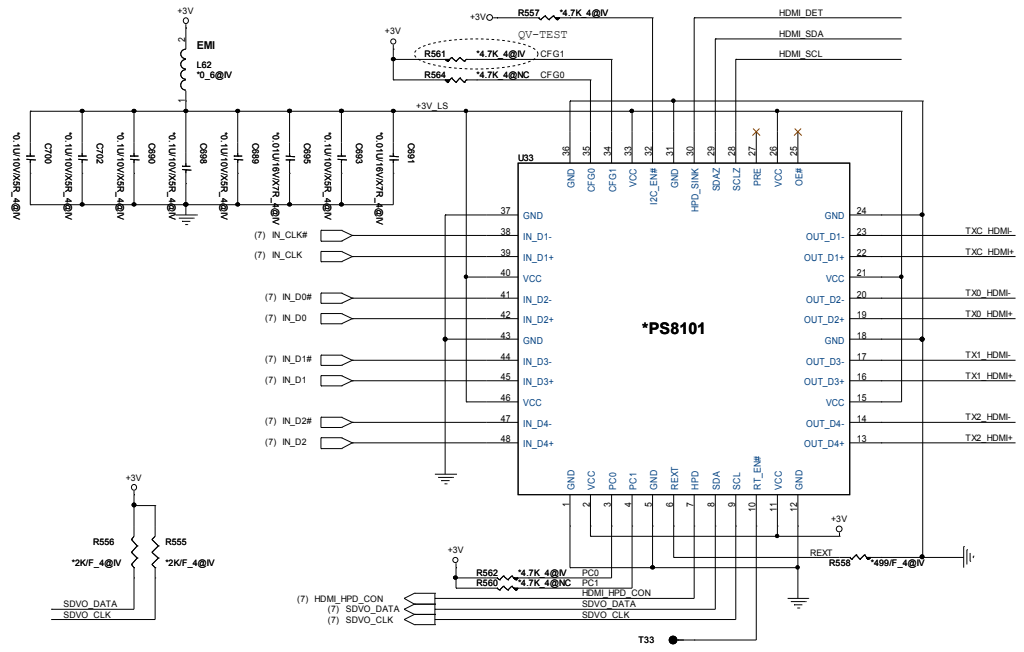 +3V
EMI
L62
*0_6@IV
2
1
+3V
R557 *4.7K_4@IV
+3V
QV-TEST
R561 *4.7K_4@IV CFG1
R564 *4.7K_4@NC CFG0
HDMI_DET
HDMI_SDA
HDMI_SCL
+3V_LS
C700 *0.1U/10V/X5R_4@IV
C702 *0.1U/10V/X5R_4@IV
C690 *0.1U/10V/X5R_4@IV
C698 *0.1U/10V/X5R_4@IV
C689 *0.1U/10V/X5R_4@IV
C695 *0.01U/16V/X7R_4@IV
C693 *0.1U/10V/X5R_4@IV
C691 *0.01U/16V/X7R_4@IV
U33
36 GND
35 CFG0
34 CFG1
33 VCC
32 I2C_EN#
31 GND
30 HPD_SINK
29 SDAZ
28 SCLZ
27 PRE
26 VCC
25 OE#
37 GND
(7) IN_CLK# 38 IN_D1-
(7) IN_CLK 39 IN_D1+
40 VCC
(7) IN_D0# 41 IN_D2-
(7) IN_D0 42 IN_D2+
43 GND
(7) IN_D1# 44 IN_D3-
(7) IN_D1 45 IN_D3+
46 VCC
(7) IN_D2# 47 IN_D4-
(7) IN_D2 48 IN_D4+
*PS8101
GND 24
OUT_D1- 23 TXC_HDMI-
OUT_D1+ 22 TXC_HDMI+
VCC 21
OUT_D2- 20 TX0_HDMI-
OUT_D2+ 19 TX0_HDMI+
GND 18
OUT_D3- 17 TX1_HDMI-
OUT_D3+ 16 TX1_HDMI+
VCC 15
OUT_D4- 14 TX2_HDMI-
OUT_D4+ 13 TX2_HDMI+
GND 1
VCC 2
PC0 3
PC1 4
GND 5
REXT 6
HPD 7
SDA 8
SCL 9
RT_EN# 10
VCC 11
GND 12
+3V
R556 *2K/F_4@IV
R555 *2K/F_4@IV
SDVO_DATA
SDVO_CLK
+3V
REXT
R558 *499/F_4@IV
+3V
R562 *4.7K_4@IV PC0
R560 *4.7K_4@NC PC1
(7) HDMI_HPD_CON HDMI_HPD_CON
(7) SDVO_DATA SDVO_DATA
(7) SDVO_CLK SDVO_CLK
T33